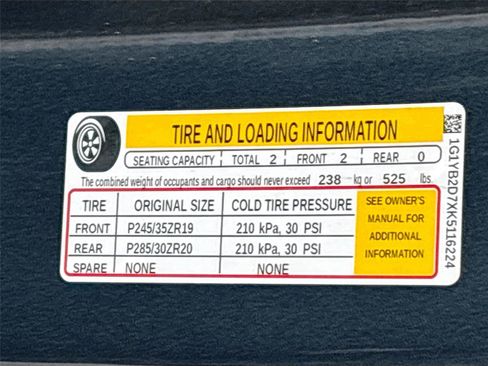 TIRE AND LOADING INFORMATION
SEATING CAPACITY TOTAL 2 FRONT 2 REAR 0
The combined weight of occupants and cargo should never exceed 238 kg or 525 lbs.
TIRE ORIGINAL SIZE COLD TIRE PRESSURE
FRONT P245/35ZR19 210 kPa, 30 PSI
REAR P285/30ZR20 210 kPa, 30 PSI
SPARE NONE NONE
SEE OWNER'S
MANUAL FOR
ADDITIONAL
INFORMATION
1G1YB2D7XK5116224